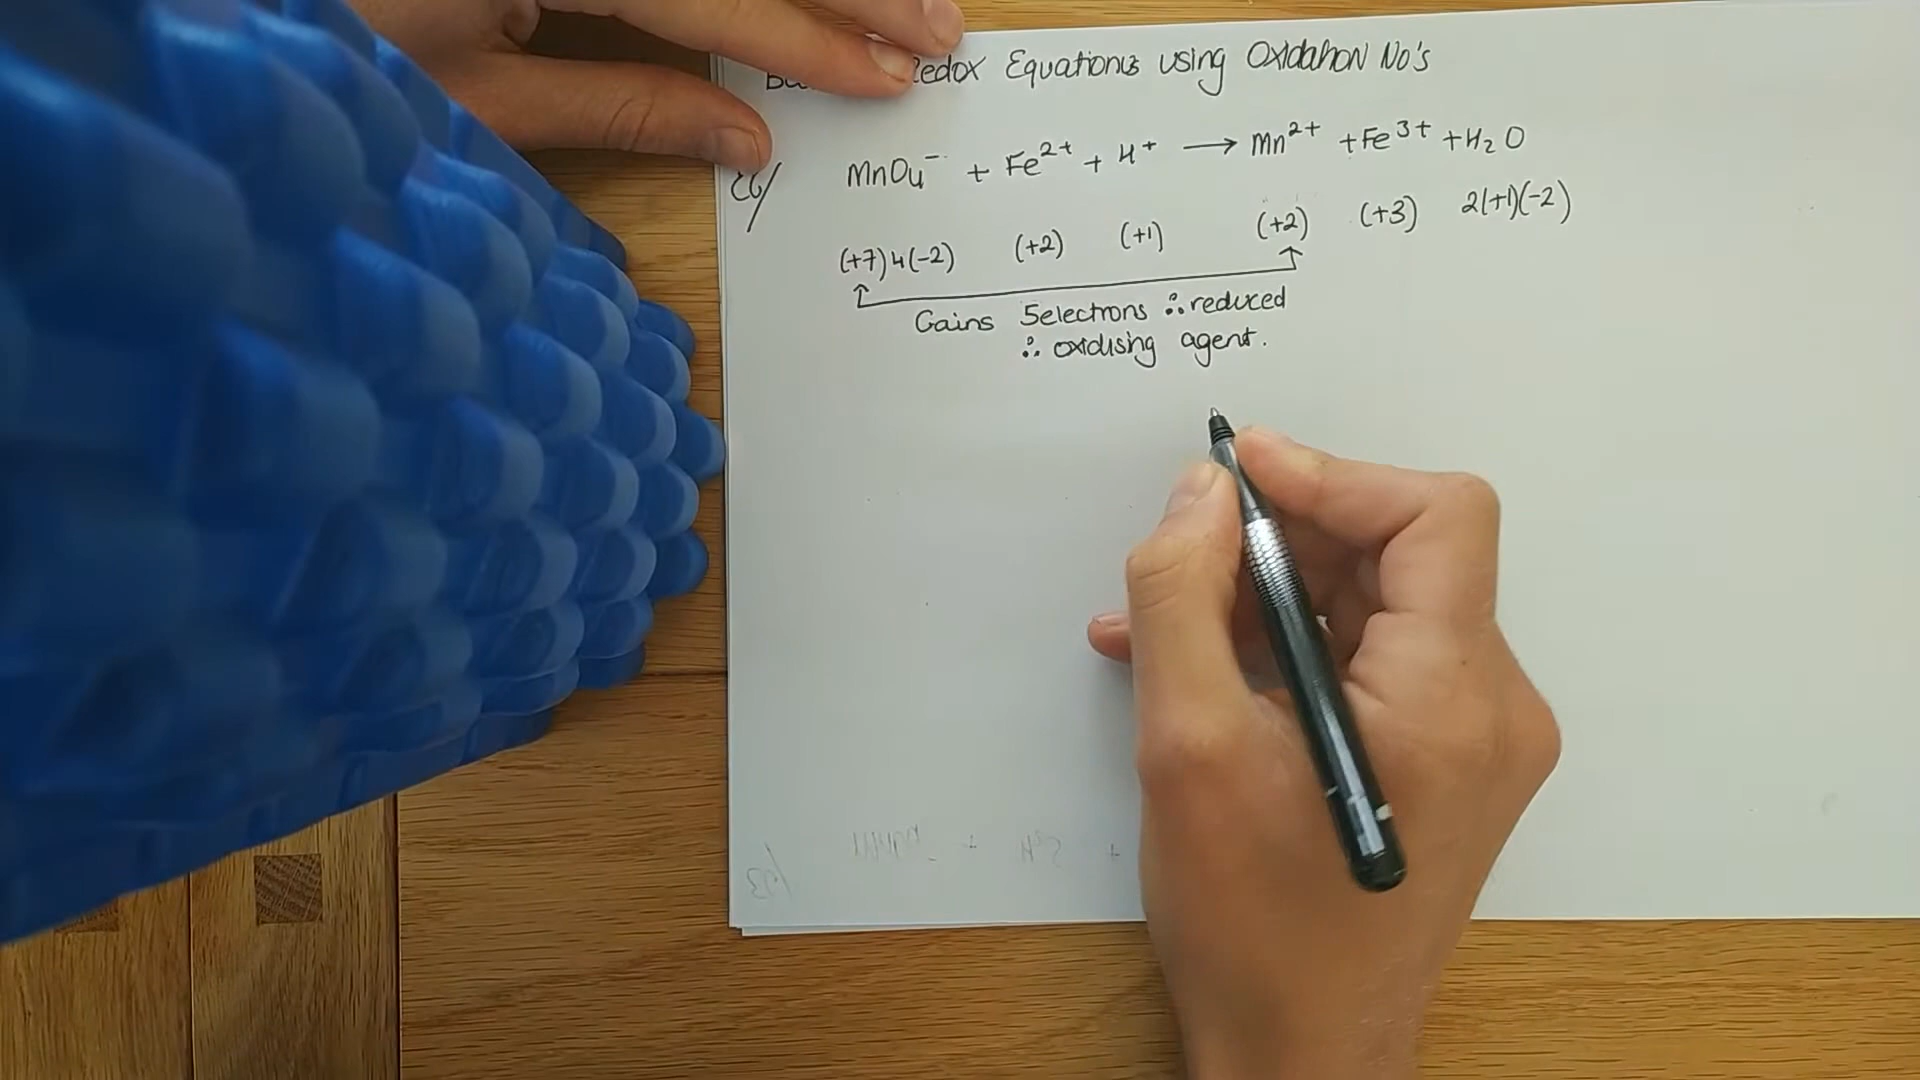 Redox Equations using Oxidation No's
EG/ MnO₄⁻ + Fe²⁺ + H⁺ → Mn²⁺ + Fe³⁺ + H₂O
(+7)4(-2) (+2) (+1) (+2) (+3) 2(+1)(-2)
Gains 5electrons ∴ reduced
∴ oxidising agent.